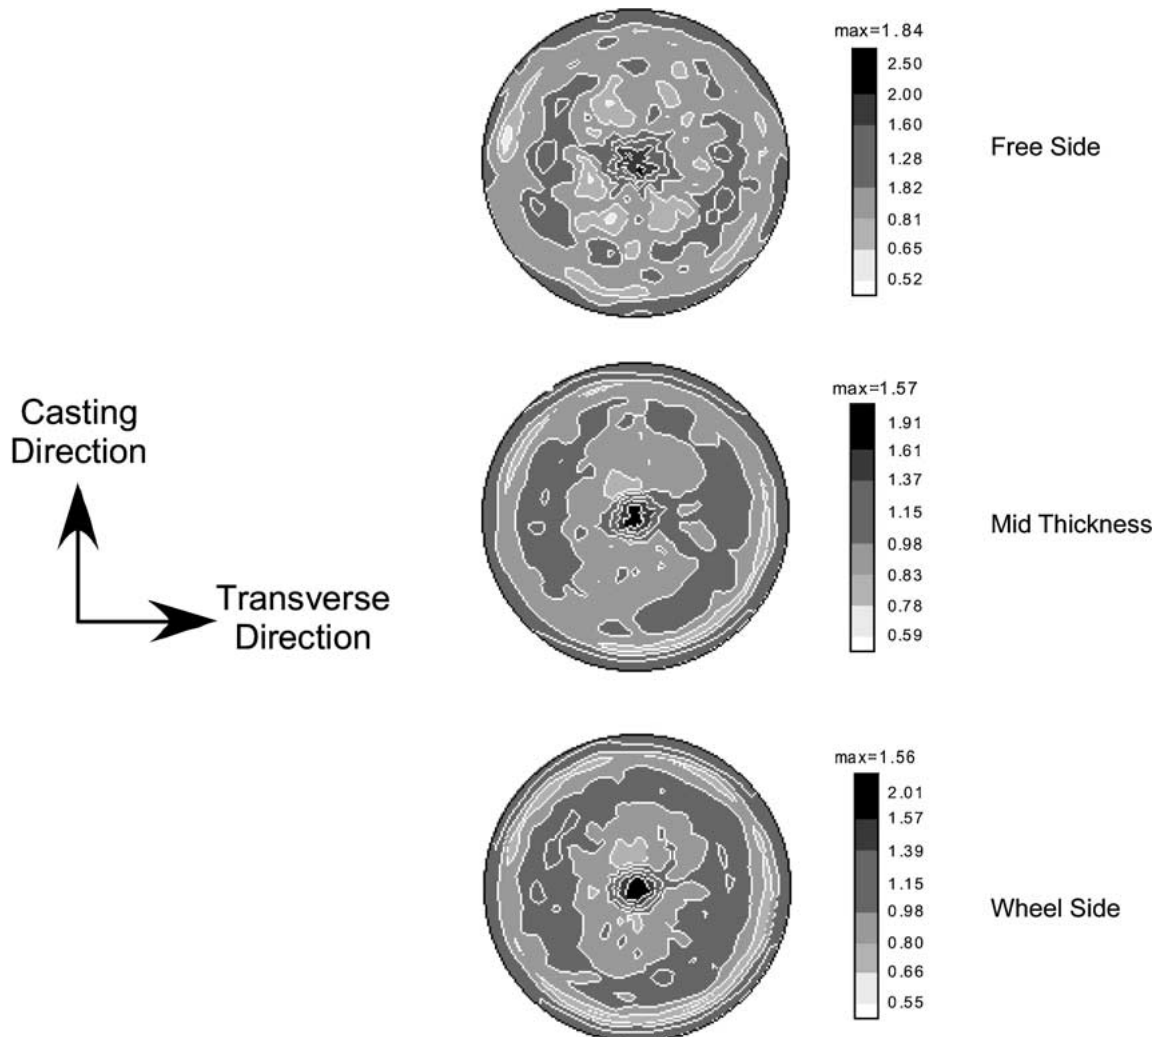 max=1.84
2.50
2.00
1.60
1.28
1.82
0.81
0.65
0.52
Free Side
Casting
Direction
Transverse
Direction
max=1.57
1.91
1.61
1.37
1.15
0.98
0.83
0.78
0.59
Mid Thickness
max=1.56
2.01
1.57
1.39
1.15
0.98
0.80
0.66
0.55
Wheel Side